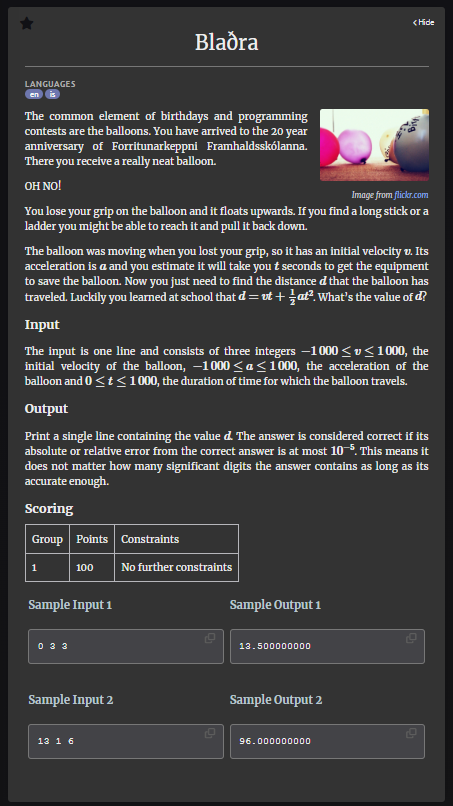 Hide
Blaðra
LANGUAGES
en is
The common element of birthdays and programming
contests are the balloons. You have arrived to the 20 year
anniversary of Forritunarkeppni Framhaldsskólanna.
There you receive a really neat balloon.
Image from flickr.com
OH NO!
You lose your grip on the balloon and it floats upwards. If you find a long stick or a
ladder you might be able to reach it and pull it back down.
The balloon was moving when you lost your grip, so it has an initial velocity v. Its
acceleration is a and you estimate it will take you t seconds to get the equipment
to save the balloon. Now you just need to find the distance d that the balloon has
traveled. Luckily you learned at school that d = vt + ½at². What's the value of d?
Input
The input is one line and consists of three integers −1 000 ≤ v ≤ 1 000, the
initial velocity of the balloon, −1 000 ≤ a ≤ 1 000, the acceleration of the
balloon and 0 ≤ t ≤ 1 000, the duration of time for which the balloon travels.
Output
Print a single line containing the value d. The answer is considered correct if its
absolute or relative error from the correct answer is at most 10⁻⁵. This means it
does not matter how many significant digits the answer contains as long as its
accurate enough.
Scoring
Group Points Constraints
1 100 No further constraints
Sample Input 1 Sample Output 1
0 3 3 13.500000000
Sample Input 2 Sample Output 2
13 1 6 96.000000000